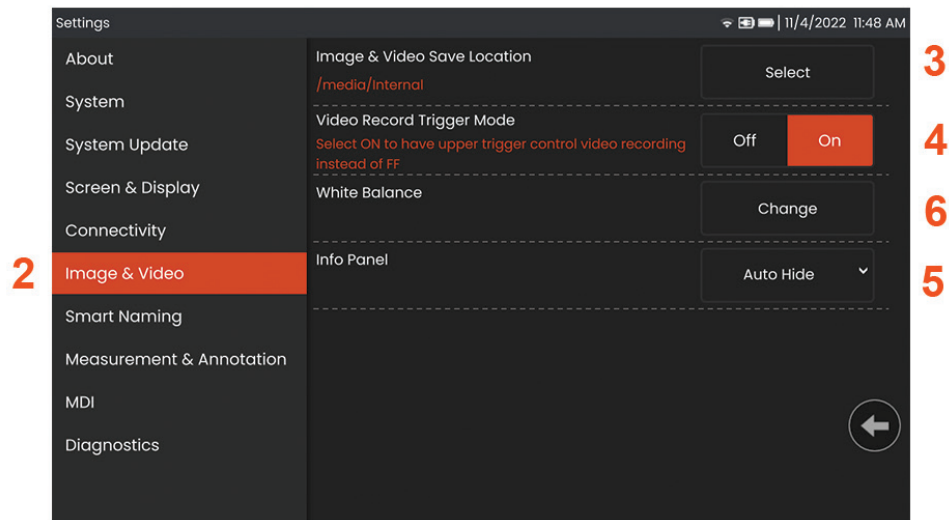 Settings
11/4/2022 11:48 AM
About
System
System Update
Screen & Display
Connectivity
2
Image & Video
Smart Naming
Measurement & Annotation
MDI
Diagnostics
Image & Video Save Location
/media/internal
Select
3
Video Record Trigger Mode
Select ON to have upper trigger control video recording
instead of FF
Off
On
4
White Balance
Change
6
Info Panel
Auto Hide
5